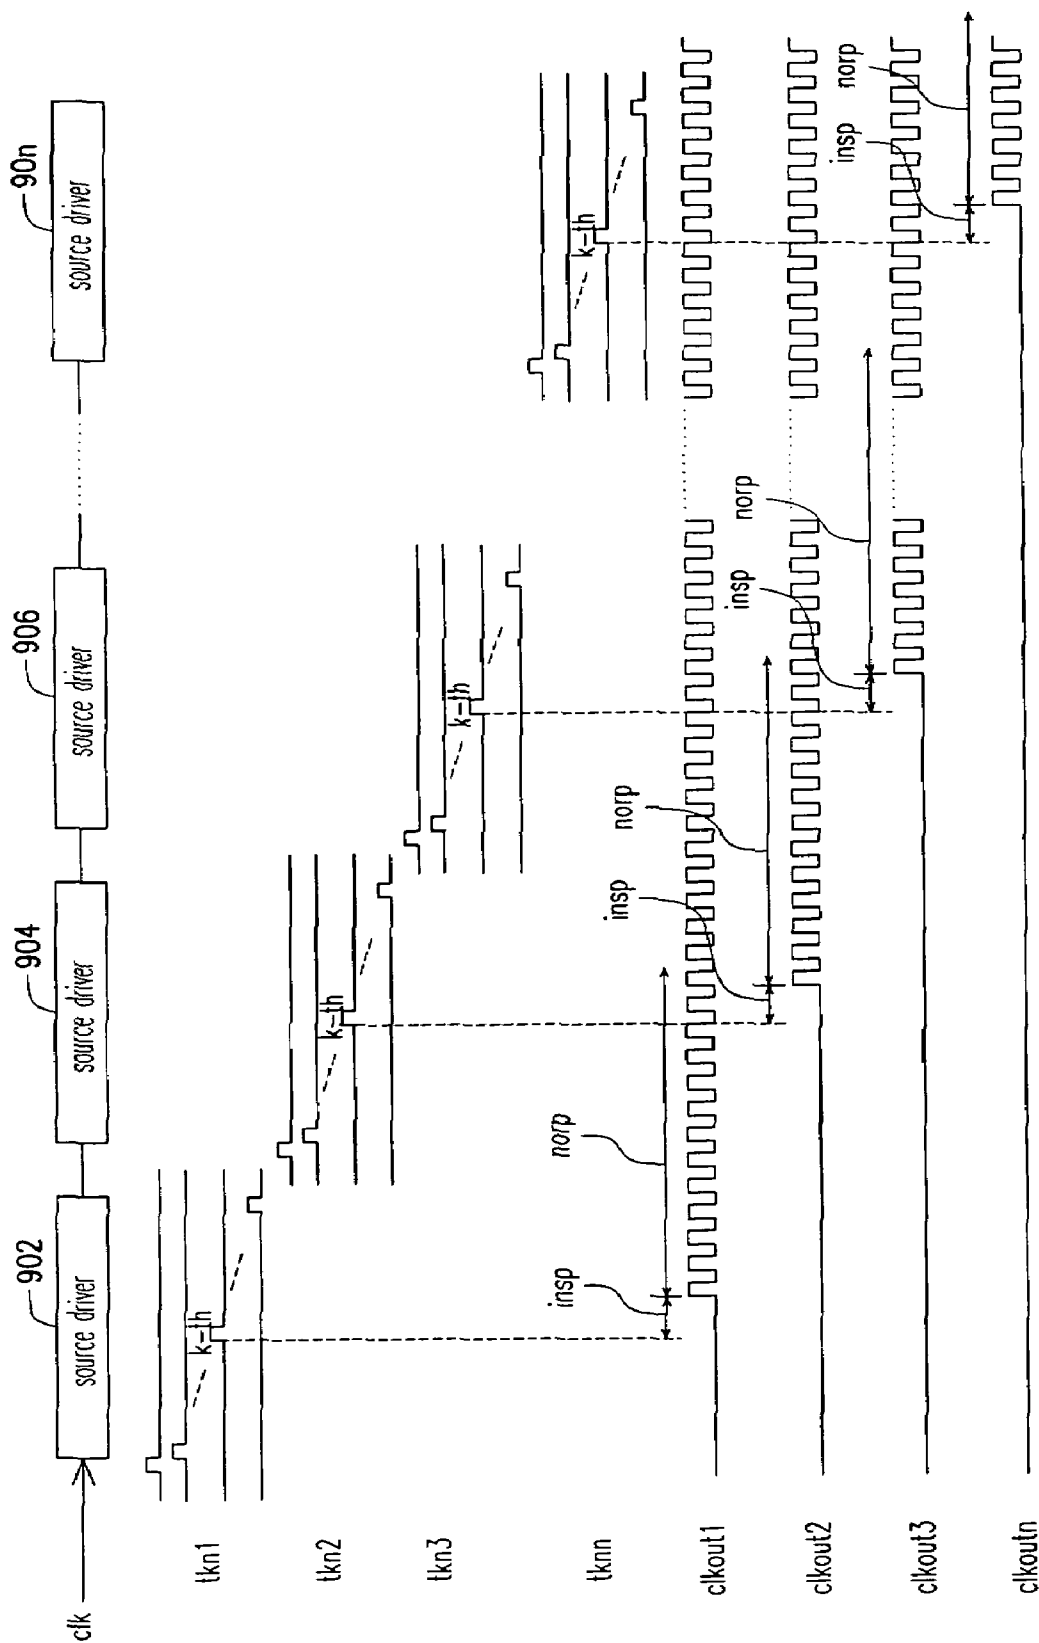 902
904
906
90n
clk
source driver
source driver
source driver
source driver
tkn1
k-th
tkn2
k-th
tkn3
k-th
tknn
k-th
clkout1
insp
norp
clkout2
insp
norp
clkout3
insp
norp
clkoutn
insp
norp